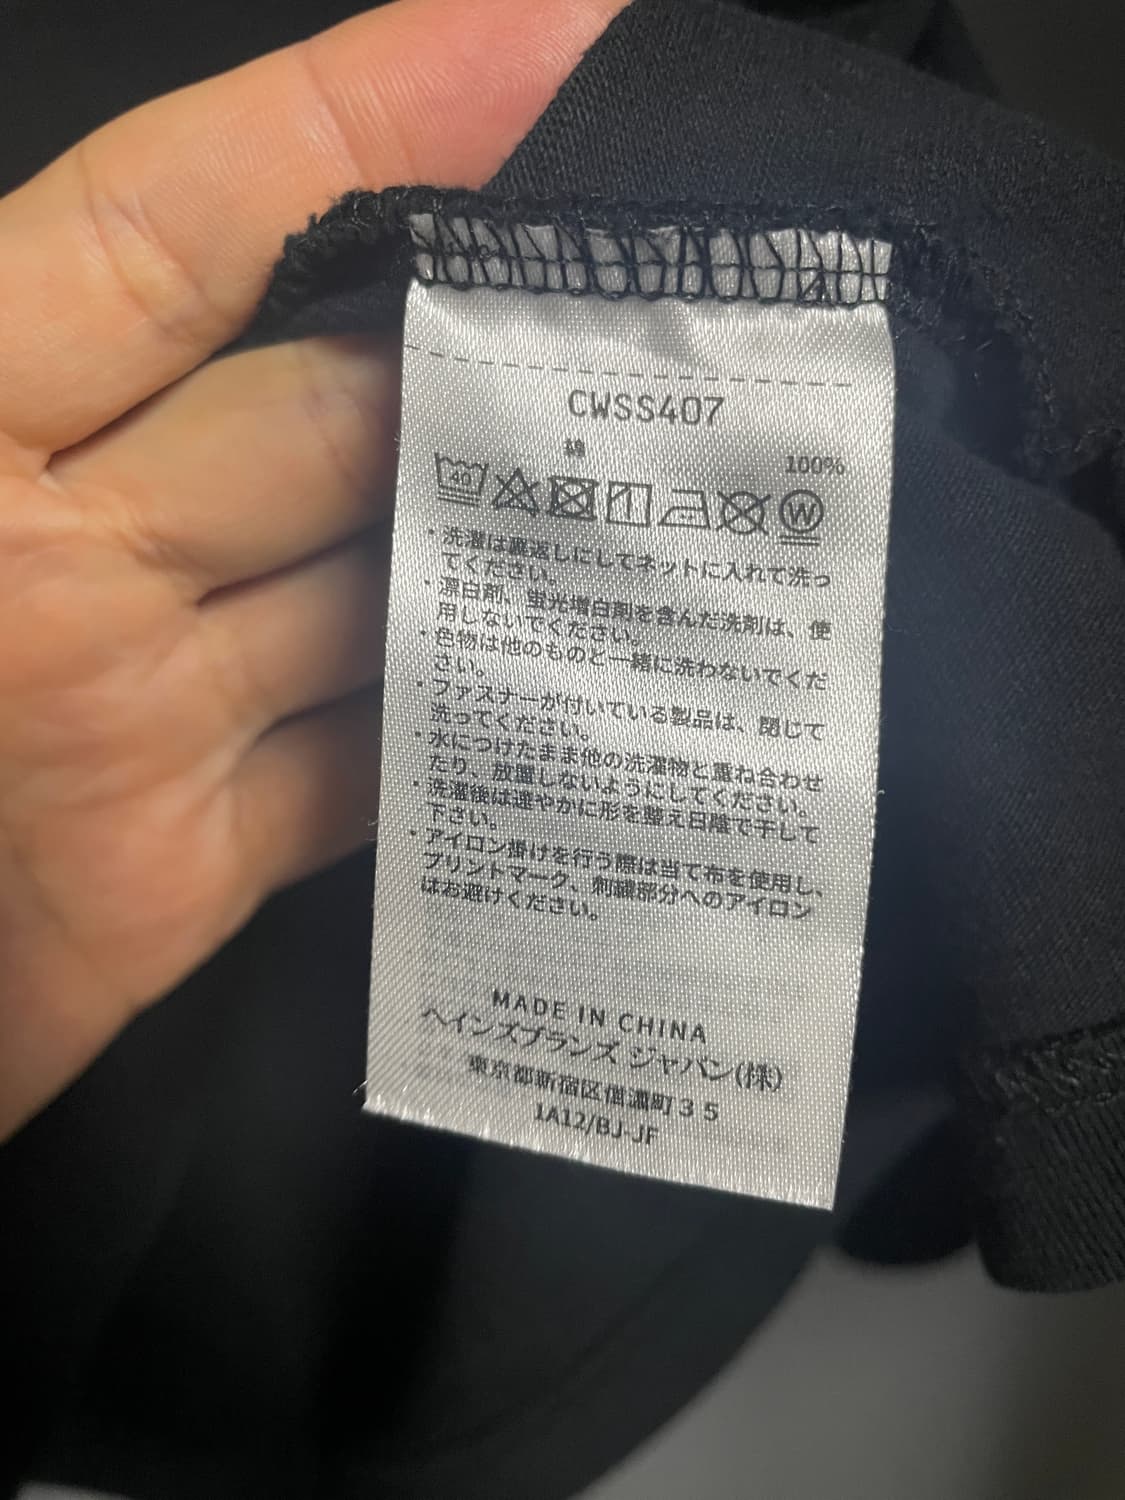 CWSS407
綿 100%
40
W
・洗濯は裏返しにしてネットに入れて洗っ
てください。
・漂白剤、蛍光増白剤を含んだ洗剤は、使
用しないでください。
・色物は他のものと一緒に洗わないでくだ
さい。
・ファスナーが付いている製品は、閉じて
洗ってください。
・水につけたまま他の洗濯物と重ね合わせ
たり、放置しないようにしてください。
・洗濯後は速やかに形を整え日陰で干して
下さい。
・アイロン掛けを行う際は当て布を使用し、
プリントマーク、刺繍部分へのアイロン
はお避けください。
MADE IN CHINA
ヘインズブランズ ジャパン(株)
東京都新宿区信濃町35
1A12/BJ-JF